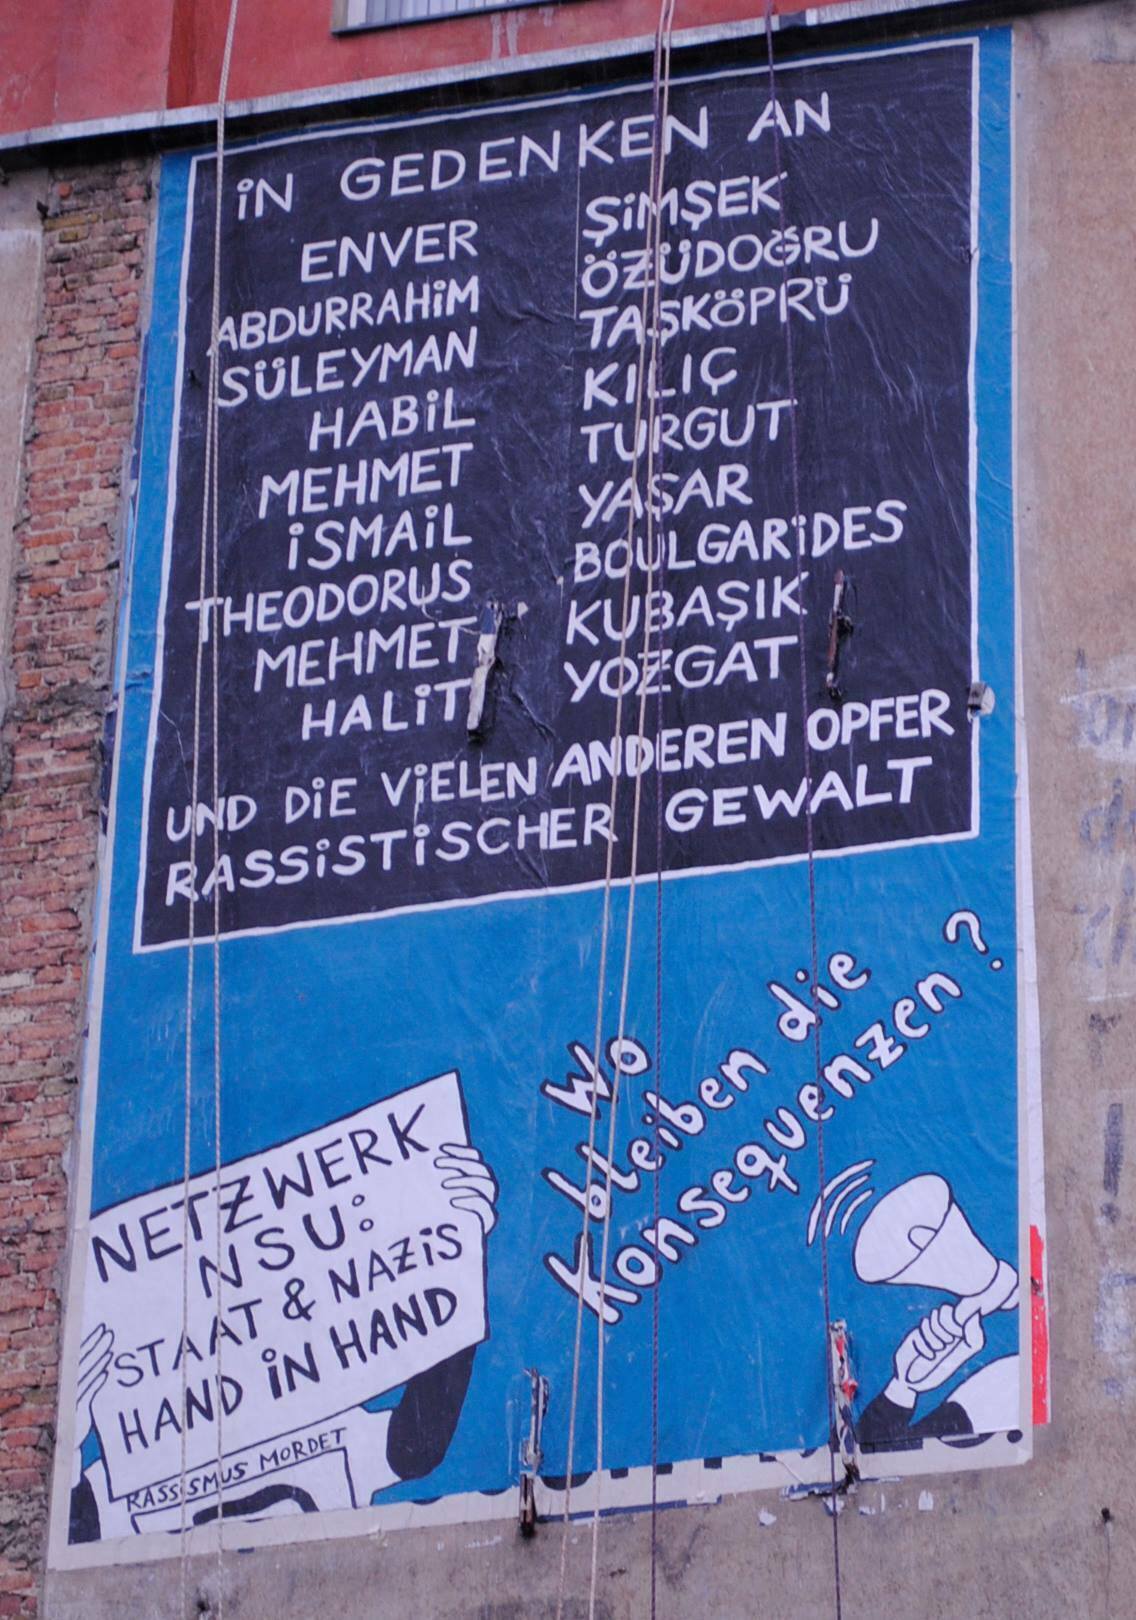 iN GEDENKEN AN
ENVER ŞiMŞEK
ABDURRAHiM ÖZÜDOĞRU
SÜLEYMAN TAŞKÖPRÜ
HABiL KILIÇ
MEHMET TURGUT
iSMAiL YAŞAR
THEODORUS BOULGARiDES
MEHMET KUBAŞIK
HALiT YOZGAT
UND DiE ViELEN ANDEREN OPFER
RASSiSTiSCHER GEWALT
Wo
bleiben die
Konsequenzen?
NETZWERK
NSU:
STAAT & NAZiS
HAND iN HAND
RASSiSMUS MORDET